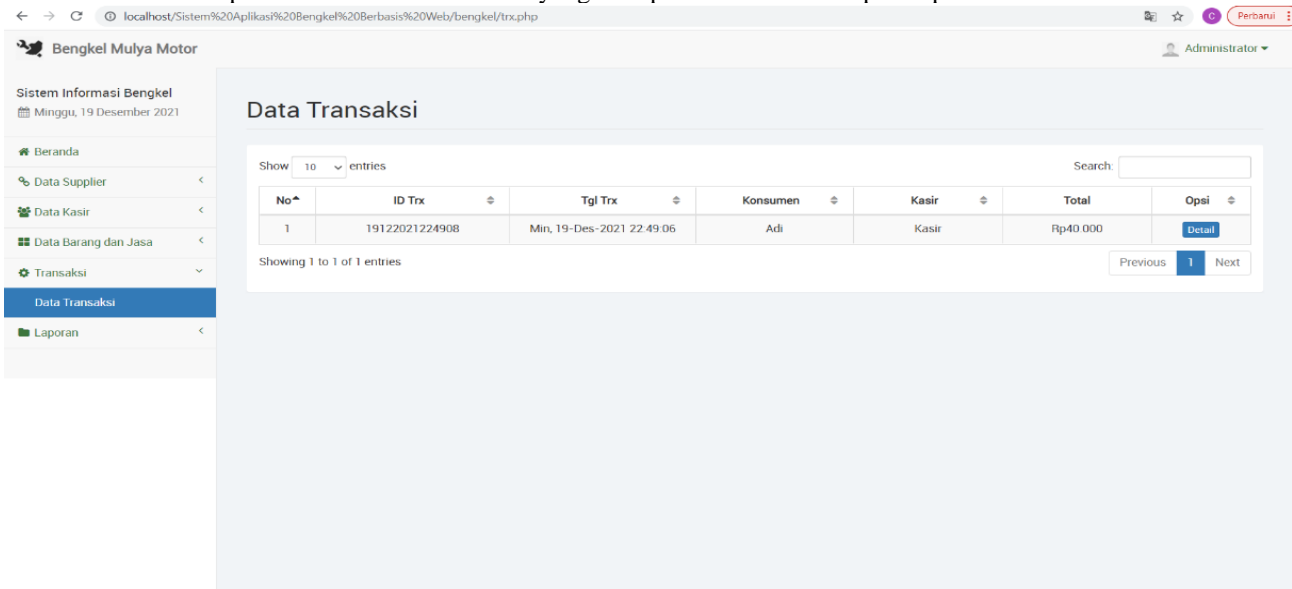 localhost/Sistem%20Aplikasi%20Bengkel%20Berbasis%20Web/bengkel/trx.php
C
Perbarui
Bengkel Mulya Motor
Administrator
Sistem Informasi Bengkel
Minggu, 19 Desember 2021
Beranda
Data Supplier
Data Kasir
Data Barang dan Jasa
Transaksi
Data Transaksi
Laporan
Data Transaksi
Show 10 entries
Search:
No ID Trx Tgl Trx Konsumen Kasir Total Opsi
1 19122021224908 Min, 19-Des-2021 22:49:06 Adi Kasir Rp40.000 Detail
Showing 1 to 1 of 1 entries
Previous 1 Next